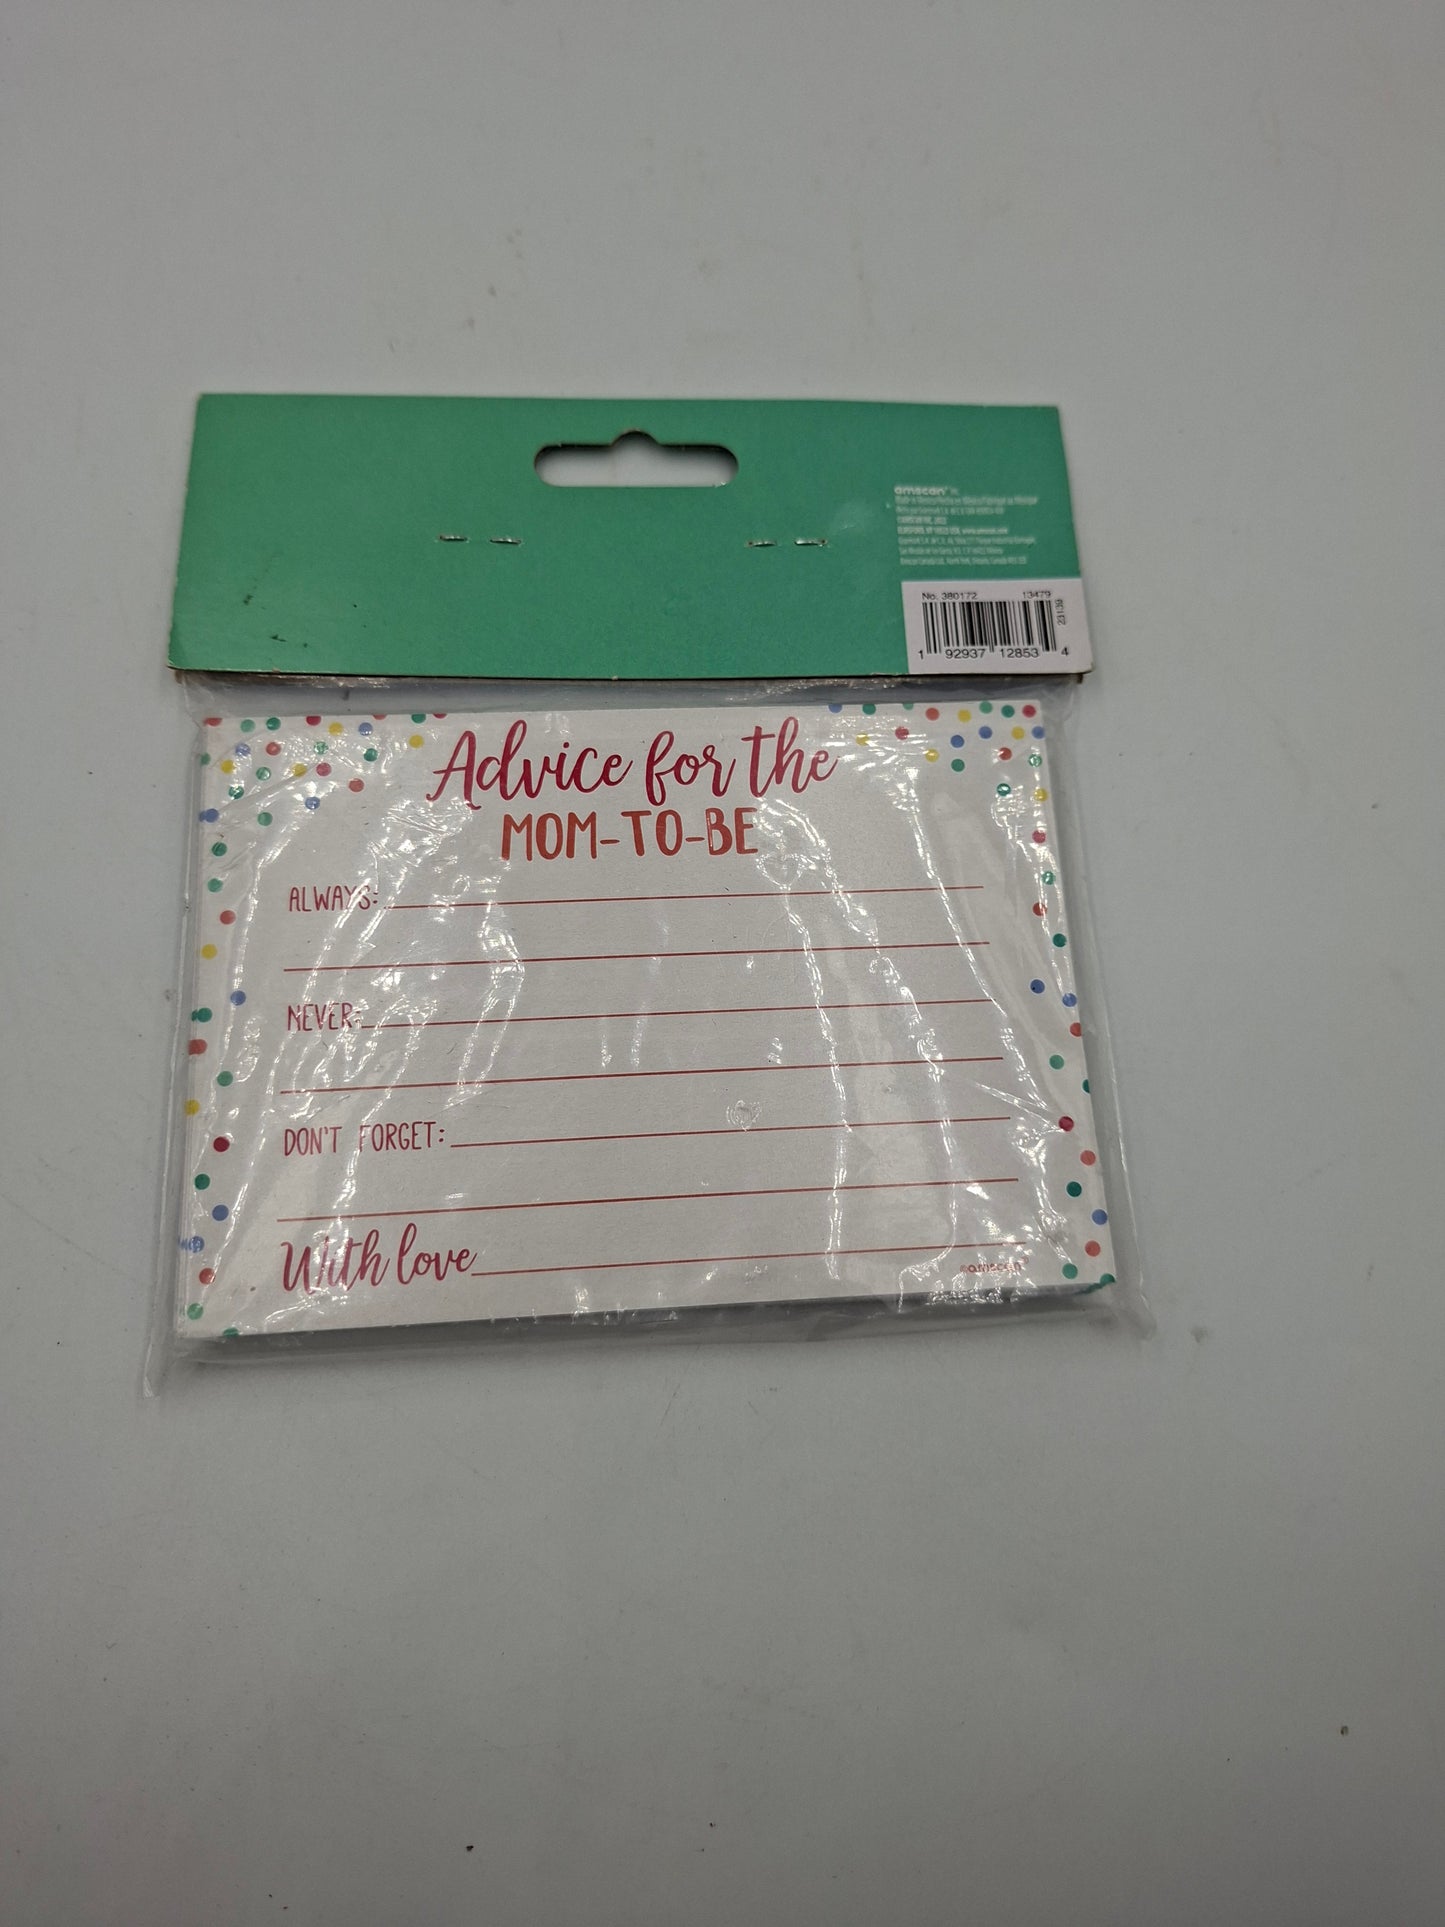 amscan
No. 380172 13479
23139
1 92937 12853 4
Advice for the
MOM-TO-BE
ALWAYS:
NEVER:
DON'T FORGET:
With love
©amscan